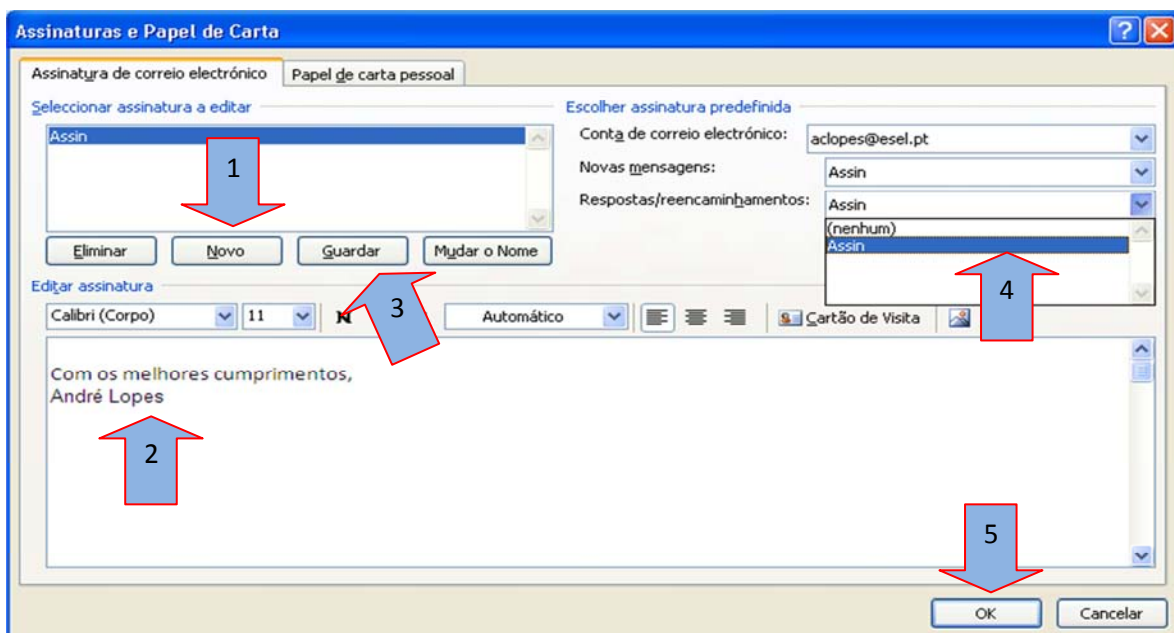 Assinaturas e Papel de Carta
Assinatura de correio electrónico
Papel de carta pessoal
Seleccionar assinatura a editar
Assin
1
Eliminar
Novo
Guardar
Mudar o Nome
Escolher assinatura predefinida
Conta de correio electrónico: aclopes@esel.pt
Novas mensagens: Assin
Respostas/reencaminhamentos: Assin
(nenhum)
Assin
4
Editar assinatura
3
Calibri (Corpo) 11 N Automático Cartão de Visita
Com os melhores cumprimentos,
André Lopes
2
5
OK
Cancelar